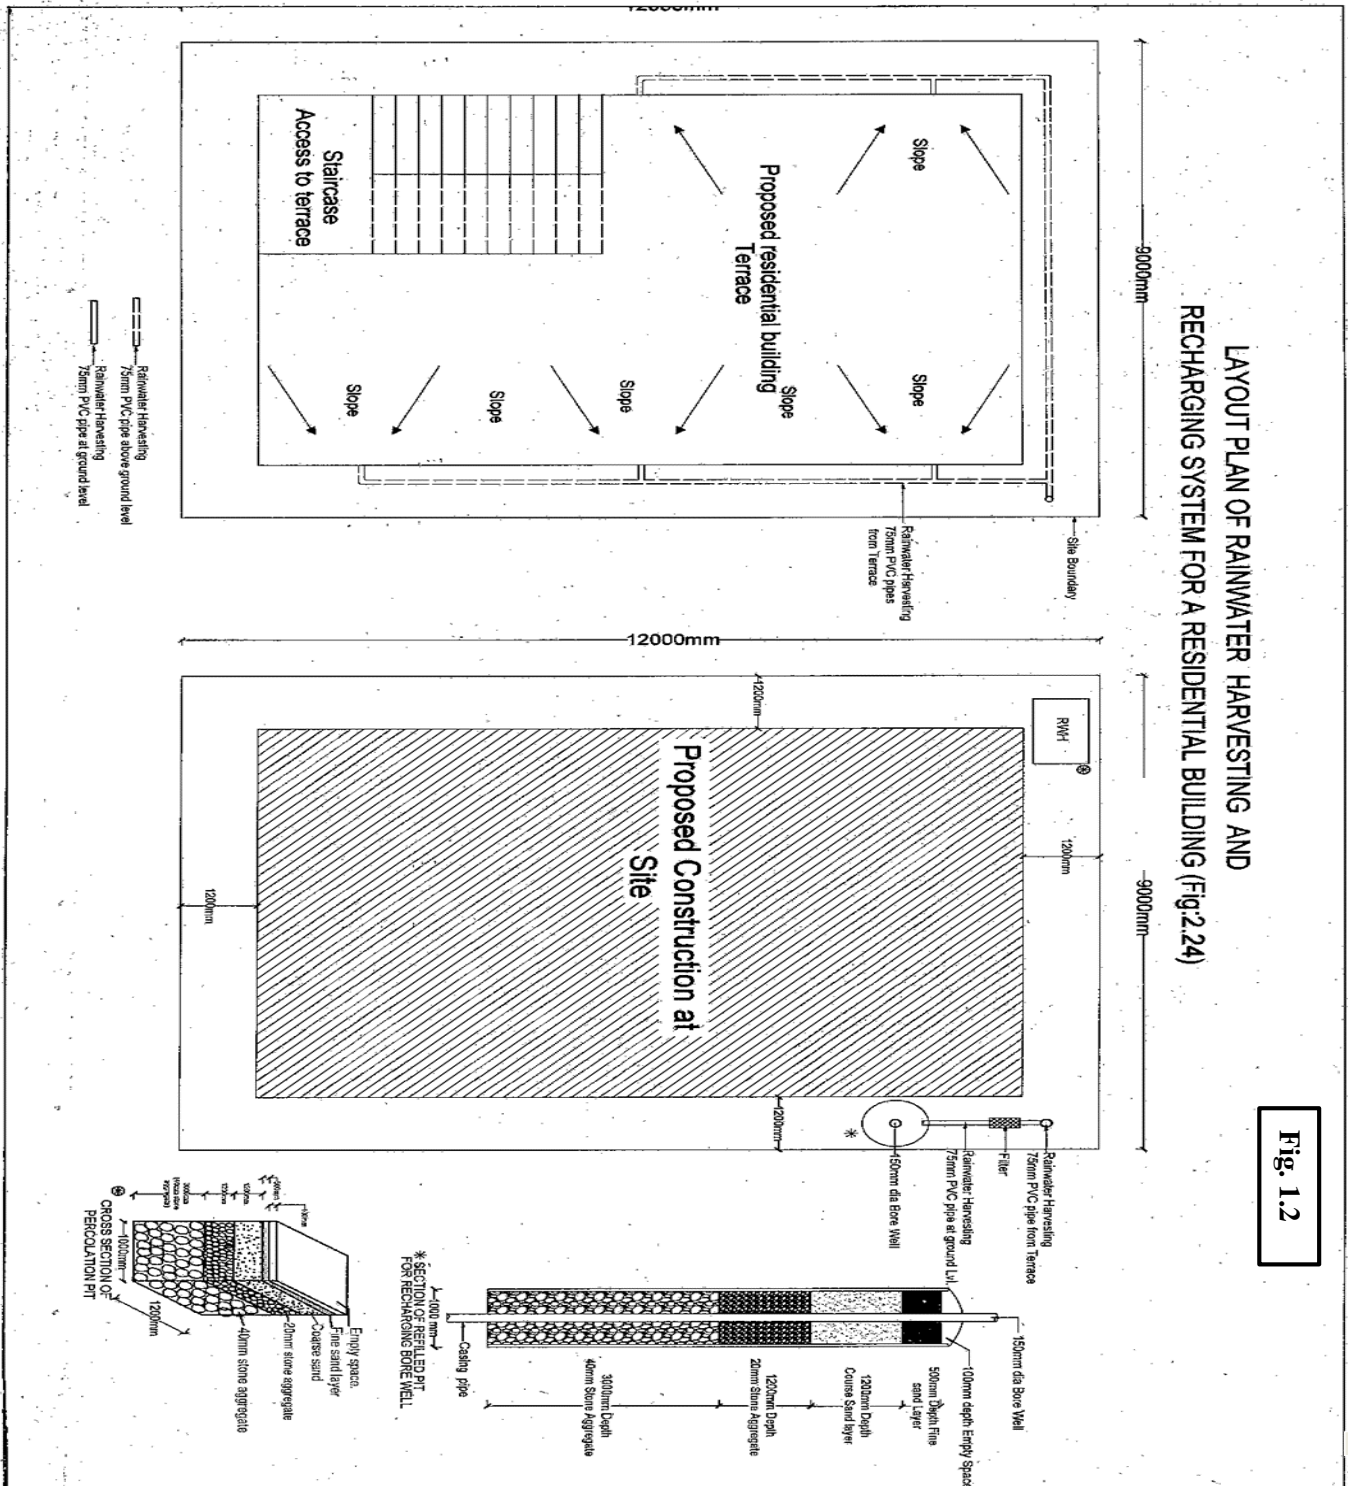 LAYOUT PLAN OF RAINWATER HARVESTING AND
RECHARGING SYSTEM FOR A RESIDENTIAL BUILDING (Fig:2.24)
Fig. 1.2
12000mm
9000mm
Slope
Proposed residential building
Terrace
Slope
Slope
Slope
Slope
Slope
Staircase
Access to terrace
Site Boundary
Rainwater Harvesting
75mm PVC pipes
from Terrace
Rainwater Harvesting
75mm PVC pipe above ground level
Rainwater Harvesting
75mm PVC pipe at ground level
12000mm
9000mm
RWH
1200mm
1200mm
1200mm
1200mm
Proposed Construction at
Site
Rainwater Harvesting
75mm PVC pipe from Terrace
Filter
Rainwater Harvesting
75mm PVC pipe at ground Lvl.
150mm dia Bore Well
*
150mm dia Bore Well
100mm depth Empty Space
500mm Depth Fine
sand Layer
1200mm Depth
Course Sand layer
1200mm Depth
20mm Stone Aggregate
3000mm Depth
40mm Stone Aggregate
Casing pipe
1000 mm
* SECTION OF REFILLED PIT
FOR RECHARGING BORE WELL
Empty space.
Fine sand layer
Coarse sand
20mm stone aggregate
40mm stone aggregate
1200mm
1000mm
CROSS SECTION OF
PERCOLATION PIT